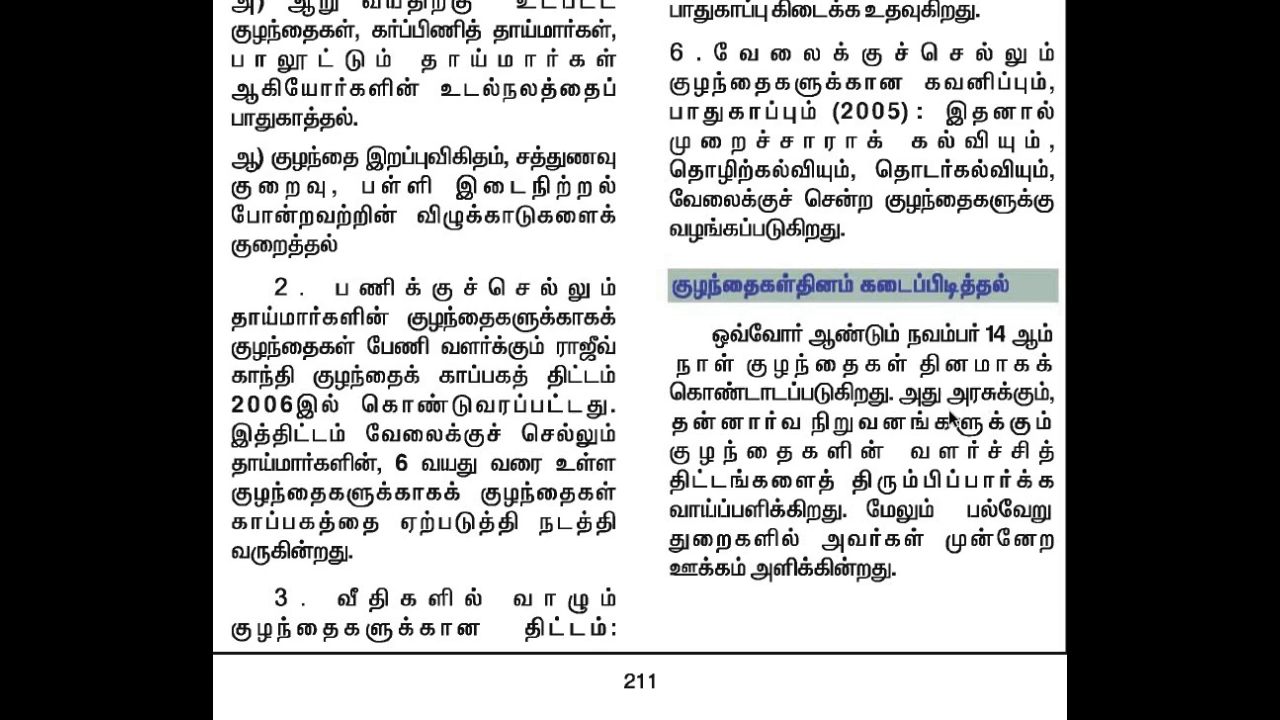 அ) ஆறு வயதிற்கு உட்பட்ட
குழந்தைகள், கர்ப்பிணித் தாய்மார்கள்,
பாலூட்டும் தாய்மார்கள்
ஆகியோர்களின் உடல்நலத்தைப்
பாதுகாத்தல்.
ஆ) குழந்தை இறப்புவிகிதம், சத்துணவு
குறைவு, பள்ளி இடைநிற்றல்
போன்றவற்றின் விழுக்காடுகளைக்
குறைத்தல்
2. பணிக்குச்செல்லும்
தாய்மார்களின் குழந்தைகளுக்காகக்
குழந்தைகள் பேணி வளர்க்கும் ராஜீவ்
காந்தி குழந்தைக் காப்பகத் திட்டம்
2006இல் கொண்டுவரப்பட்டது.
இத்திட்டம் வேலைக்குச் செல்லும்
தாய்மார்களின், 6 வயது வரை உள்ள
குழந்தைகளுக்காகக் குழந்தைகள்
காப்பகத்தை ஏற்படுத்தி நடத்தி
வருகின்றது.
3. வீதிகளில் வாழும்
குழந்தைகளுக்கான திட்டம்:
பாதுகாப்பு கிடைக்க உதவுகிறது.
6. வேலைக்குச்செல்லும்
குழந்தைகளுக்கான கவனிப்பும்,
பாதுகாப்பும் (2005) : இதனால்
முறைச்சாராக் கல்வியும்,
தொழிற்கல்வியும், தொடர்கல்வியும்,
வேலைக்குச் சென்ற குழந்தைகளுக்கு
வழங்கப்படுகிறது.
குழந்தைகள்தினம் கடைப்பிடித்தல்
ஒவ்வோர் ஆண்டும் நவம்பர் 14 ஆம்
நாள் குழந்தைகள் தினமாகக்
கொண்டாடப்படுகிறது. அது அரசுக்கும்,
தன்னார்வ நிறுவனங்களுக்கும்
குழந்தைகளின் வளர்ச்சித்
திட்டங்களைத் திரும்பிப்பார்க்க
வாய்ப்பளிக்கிறது. மேலும் பல்வேறு
துறைகளில் அவர்கள் முன்னேற
ஊக்கம் அளிக்கின்றது.
211